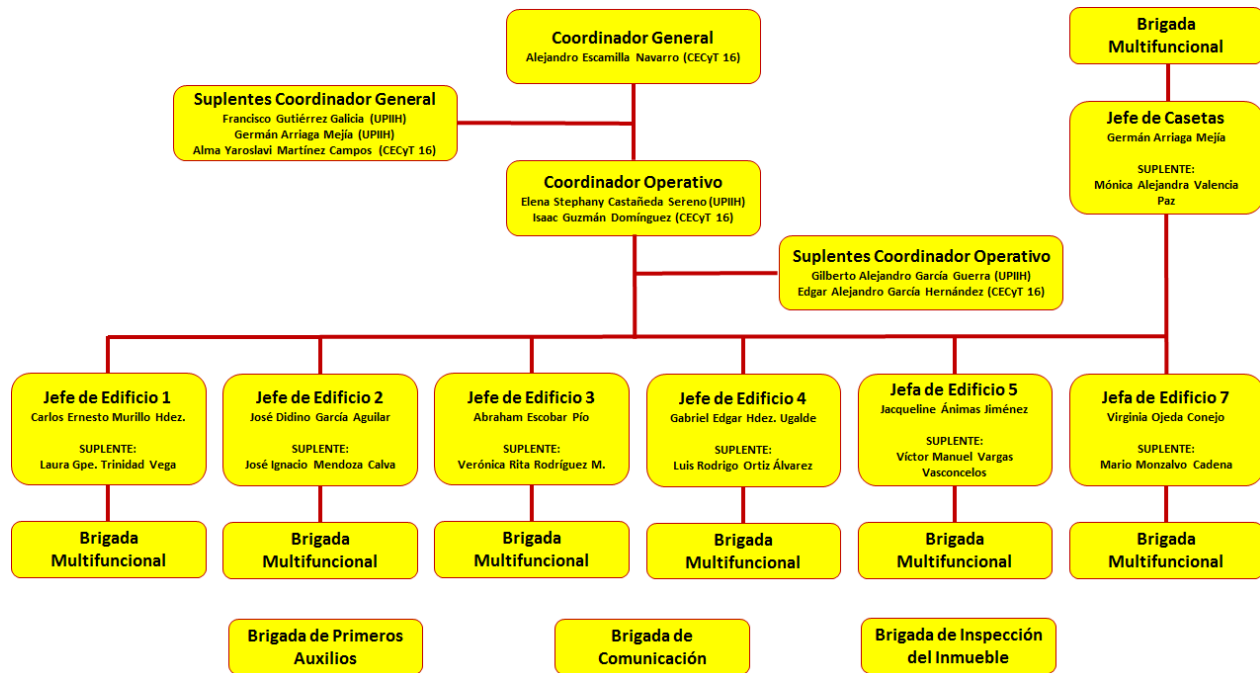 Coordinador General
Alejandro Escamilla Navarro (CECyT 16)
Brigada
Multifuncional
Suplentes Coordinador General
Francisco Gutiérrez Galicia (UPIIH)
Germán Arriaga Mejía (UPIIH)
Alma Yaroslavi Martínez Campos (CECyT 16)
Jefe de Casetas
Germán Arriaga Mejía
SUPLENTE:
Mónica Alejandra Valencia
Paz
Coordinador Operativo
Elena Stephany Castañeda Sereno (UPIIH)
Isaac Guzmán Domínguez (CECyT 16)
Suplentes Coordinador Operativo
Gilberto Alejandro García Guerra (UPIIH)
Edgar Alejandro García Hernández (CECyT 16)
Jefe de Edificio 1
Carlos Ernesto Murillo Hdez.
SUPLENTE:
Laura Gpe. Trinidad Vega
Jefe de Edificio 2
José Didino García Aguilar
SUPLENTE:
José Ignacio Mendoza Calva
Jefe de Edificio 3
Abraham Escobar Pío
SUPLENTE:
Verónica Rita Rodríguez M.
Jefe de Edificio 4
Gabriel Edgar Hdez. Ugalde
SUPLENTE:
Luis Rodrigo Ortiz Álvarez
Jefa de Edificio 5
Jacqueline Ánimas Jiménez
SUPLENTE:
Víctor Manuel Vargas
Vasconcelos
Jefa de Edificio 7
Virginia Ojeda Conejo
SUPLENTE:
Mario Monzalvo Cadena
Brigada
Multifuncional
Brigada
Multifuncional
Brigada
Multifuncional
Brigada
Multifuncional
Brigada
Multifuncional
Brigada
Multifuncional
Brigada de Primeros
Auxilios
Brigada de
Comunicación
Brigada de Inspección
del Inmueble